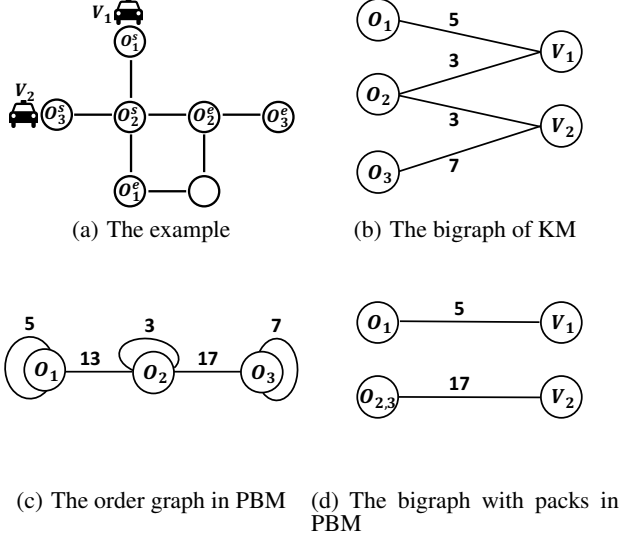 V₁
O₁ˢ
V₂
O₃ˢ O₂ˢ O₂ᵉ O₃ᵉ
O₁ᵉ
(a) The example
O₁ 5
3 V₁
O₂
3 V₂
O₃ 7
(b) The bigraph of KM
5 3 7
13 17
O₁ O₂ O₃
(c) The order graph in PBM
5
O₁ V₁
17
O₂,₃ V₂
(d) The bigraph with packs in
PBM